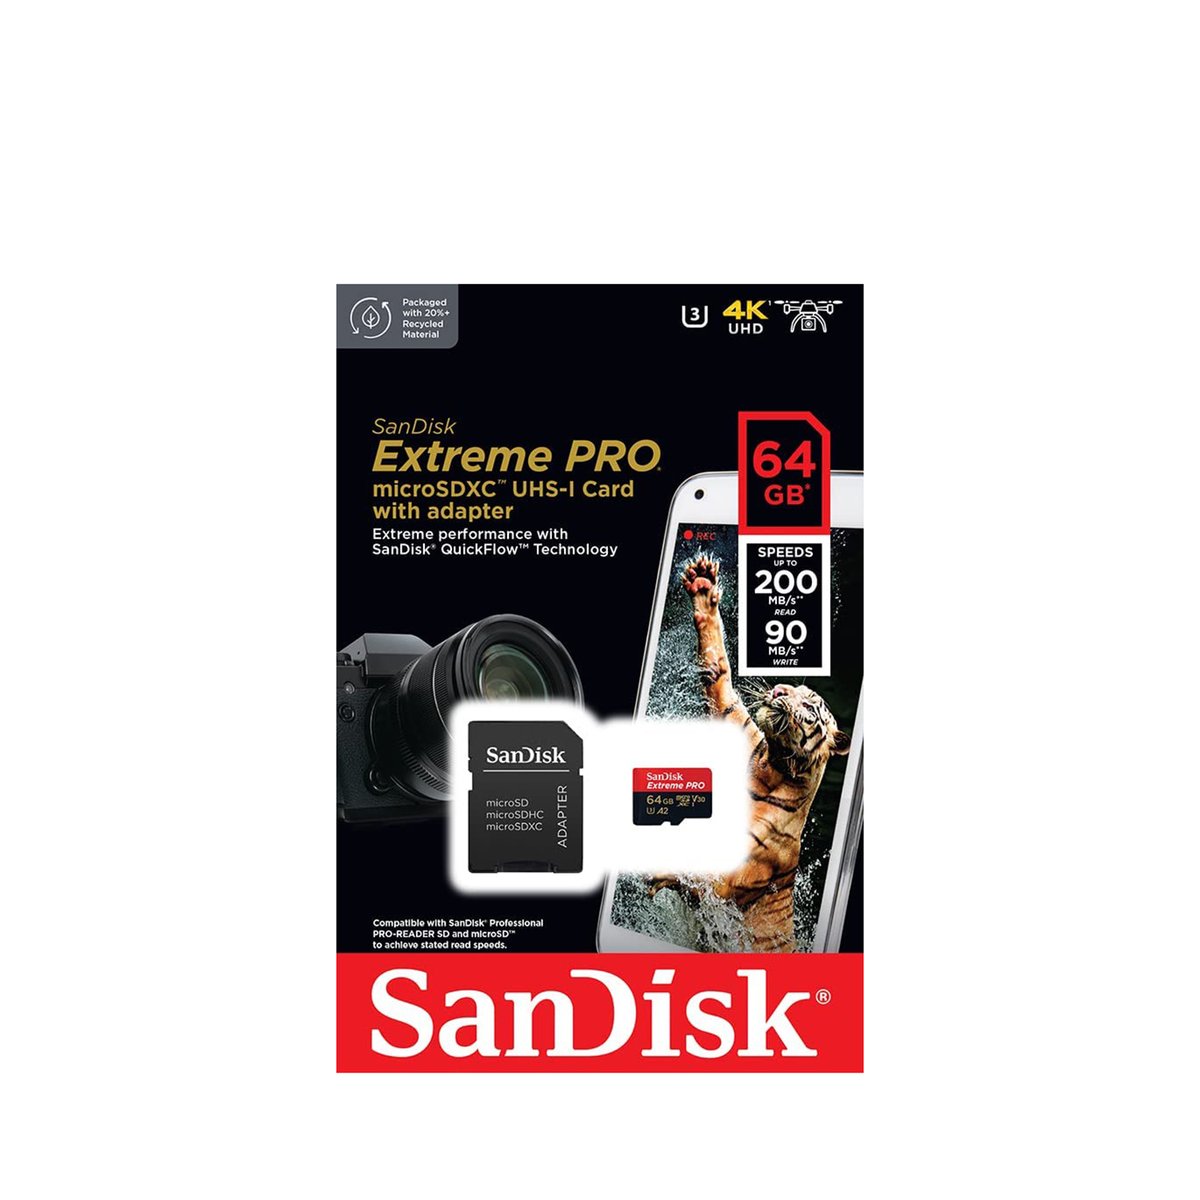 Packaged
with 20%+
Recycled
Material
3
4K¹
UHD
SanDisk
Extreme PRO®
microSDXC™ UHS-I Card
with adapter
Extreme performance with
SanDisk® QuickFlow™ Technology
64
GB*
SPEEDS
UP TO
200
MB/s**
READ
90
MB/s**
WRITE
REC
SanDisk
microSD
microSDHC
microSDXC
ADAPTER
SanDisk
Extreme PRO
64GB microSDXC I V30
U3 A2
Compatible with SanDisk® Professional
PRO-READER SD and microSD™
to achieve stated read speeds.
SanDisk®